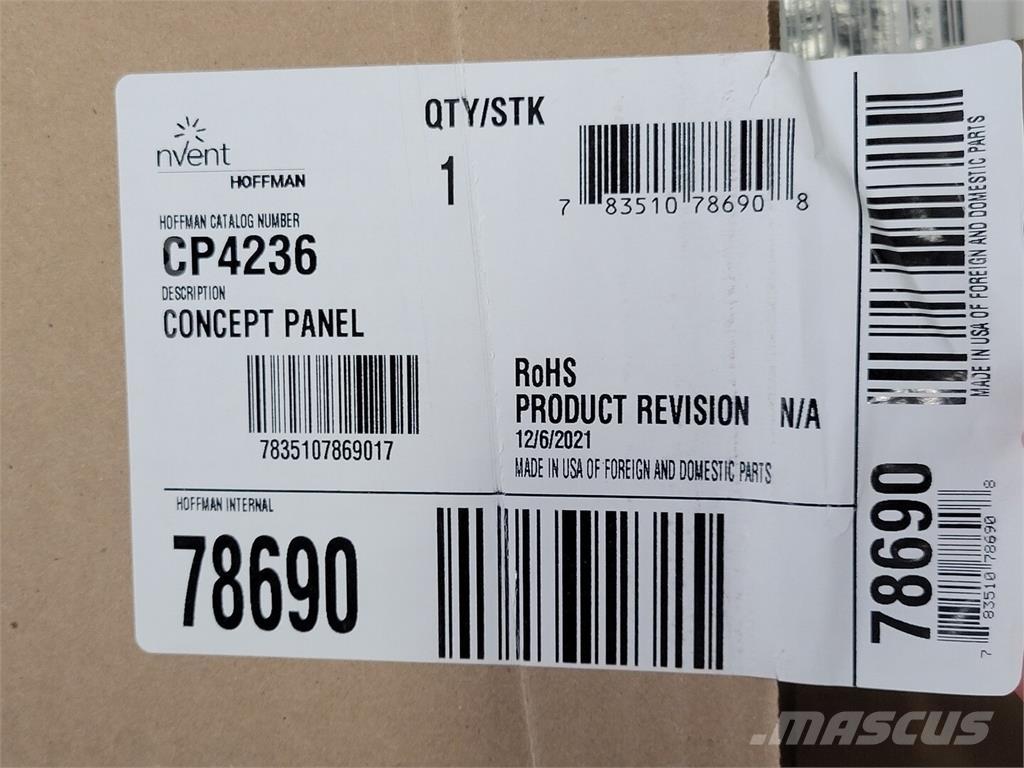 nvent
HOFFMAN
QTY/STK
1
7 83510 78690 8
HOFFMAN CATALOG NUMBER
CP4236
DESCRIPTION
CONCEPT PANEL
7835107869017
RoHS
PRODUCT REVISION N/A
12/6/2021
MADE IN USA OF FOREIGN AND DOMESTIC PARTS
HOFFMAN INTERNAL
78690
MADE IN USA OF FOREIGN AND DOMESTIC PARTS
78690
7 83510 78690 8
MASCUS